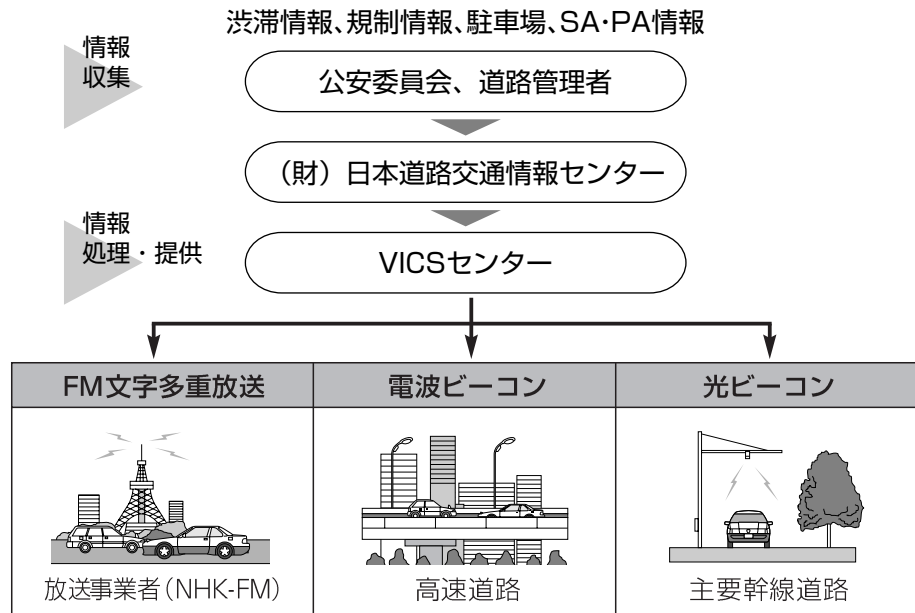 渋滞情報、規制情報、駐車場、SA・PA情報
情報
収集
公安委員会、道路管理者
（財）日本道路交通情報センター
情報
処理・提供
VICSセンター
FM文字多重放送
電波ビーコン
光ビーコン
放送事業者（NHK-FM）
高速道路
主要幹線道路